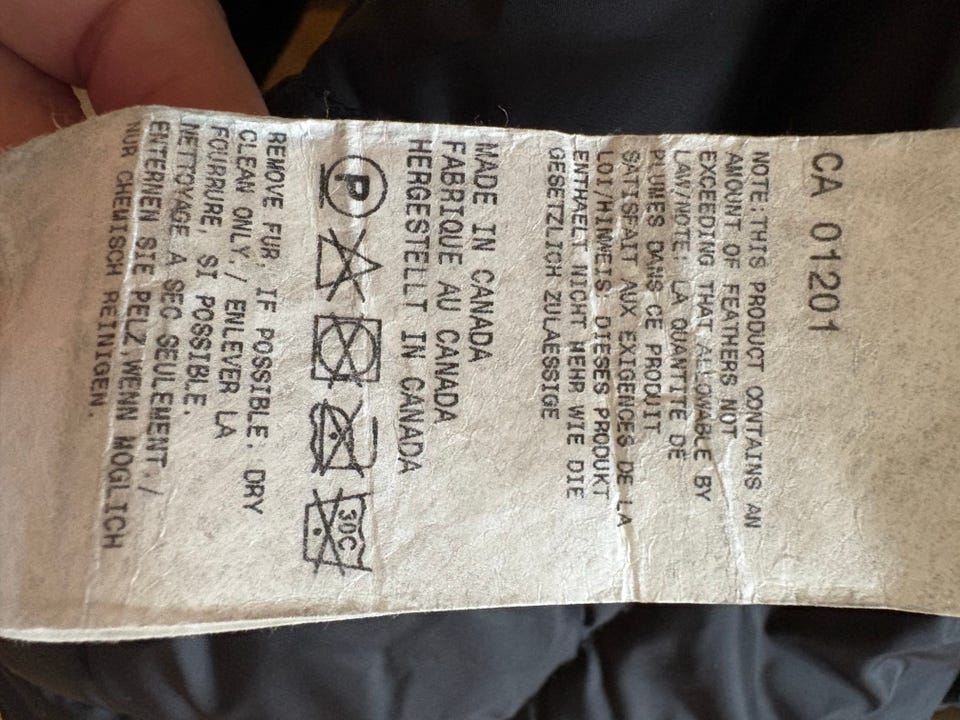 CA 01201
NOTE:THIS PRODUCT CONTAINS AN
AMOUNT OF FEATHERS NOT
EXCEEDING THAT ALLOWABLE BY
LAW/NOTE: LA QUANTITE DE
PLUMES DANS CE PRODUIT
SATISFAIT AUX EXIGENCES DE LA
LOI/HINWEIS: DIESES PRODUKT
ENTHAELT NICHT MEHR WIE DIE
GESETZLICH ZULAESSIGE
MADE IN CANADA
FABRIQUE AU CANADA
HERGESTELLT IN CANADA
P
30C
REMOVE FUR, IF POSSIBLE; DRY
CLEAN ONLY./ ENLEVER LA
FOURRURE, SI POSSIBLE.
NETTOYAGE A SEC SEULEMENT./
ENTERNEN SIE PELZ,WENN MOGLICH
NUR CHEMISCH REINIGEN.